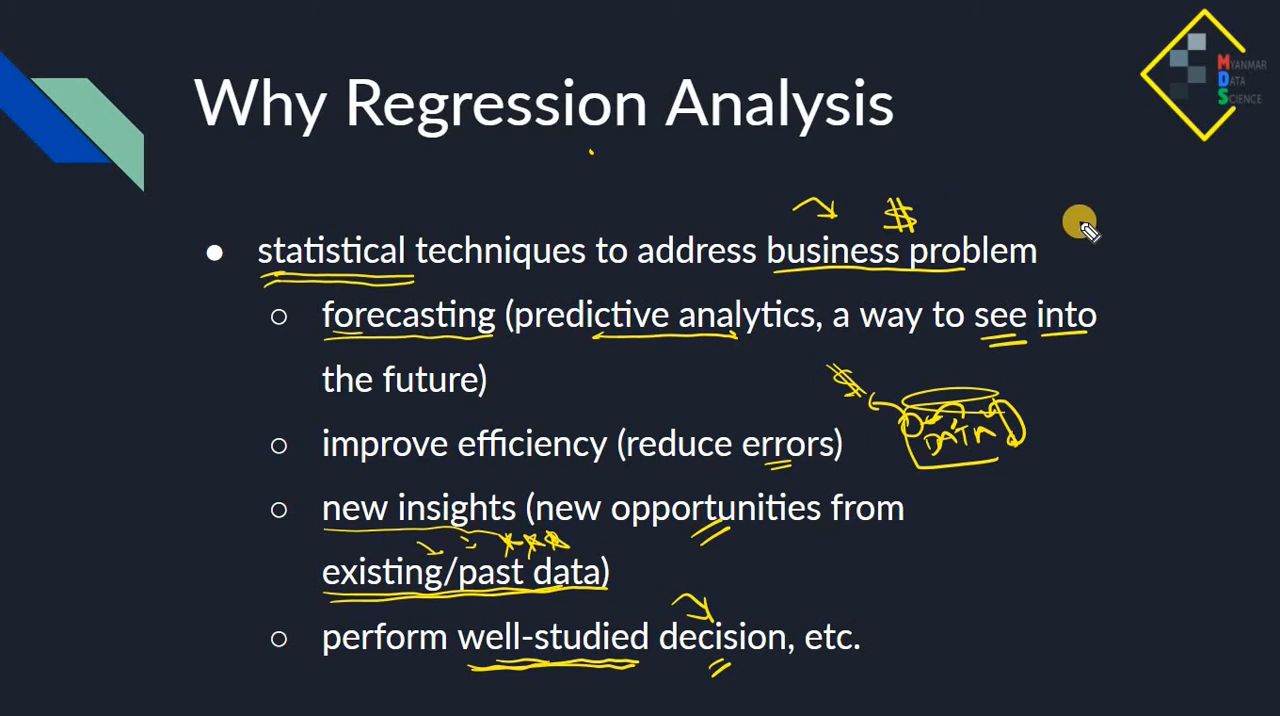 MYANMAR
DATA
SCIENCE
Why Regression Analysis
$
● statistical techniques to address business problem
○ forecasting (predictive analytics, a way to see into
the future)
$
DATA
○ improve efficiency (reduce errors)
○ new insights (new opportunities from
existing/past data)
○ perform well-studied decision, etc.